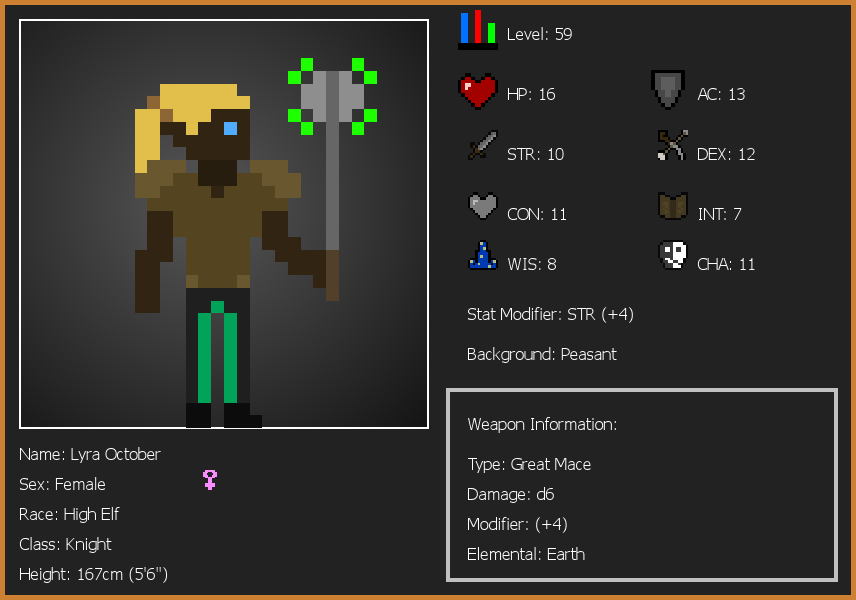 Level: 59
HP: 16
AC: 13
STR: 10
DEX: 12
CON: 11
INT: 7
WIS: 8
CHA: 11
Stat Modifier: STR (+4)
Background: Peasant
Weapon Information:
Type: Great Mace
Damage: d6
Modifier: (+4)
Elemental: Earth
Name: Lyra October
Sex: Female
Race: High Elf
Class: Knight
Height: 167cm (5'6")